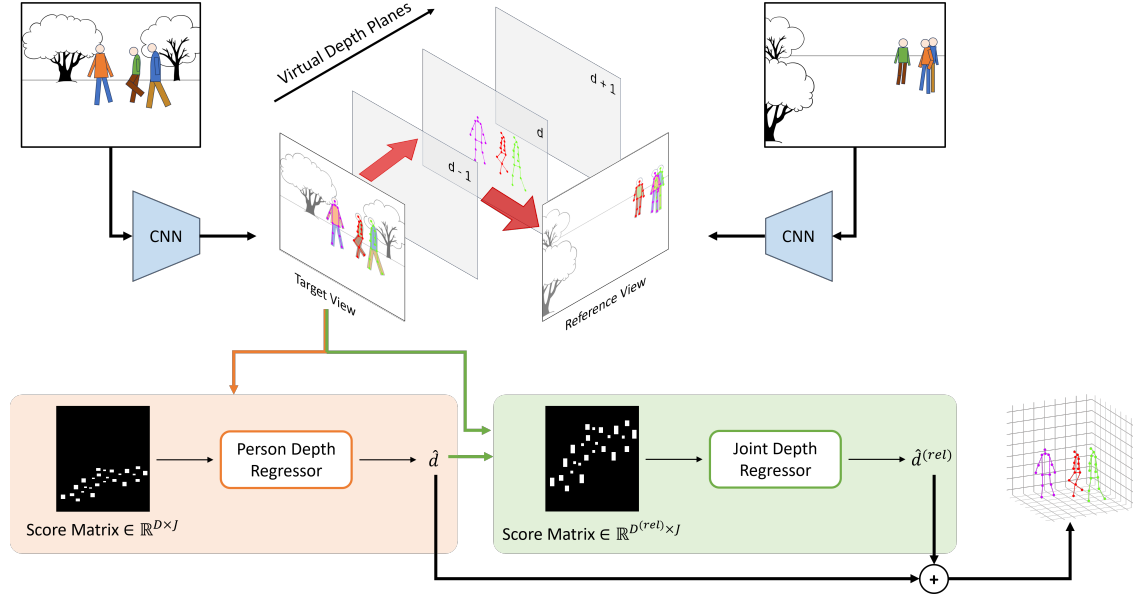 Virtual Depth Planes
d + 1
d
d - 1
CNN
CNN
Target View
Reference View
Person Depth
Regressor
d̂
Joint Depth
Regressor
d̂^(rel)
Score Matrix ∈ ℝ^{D×J}
Score Matrix ∈ ℝ^{D^(rel)×J}
+